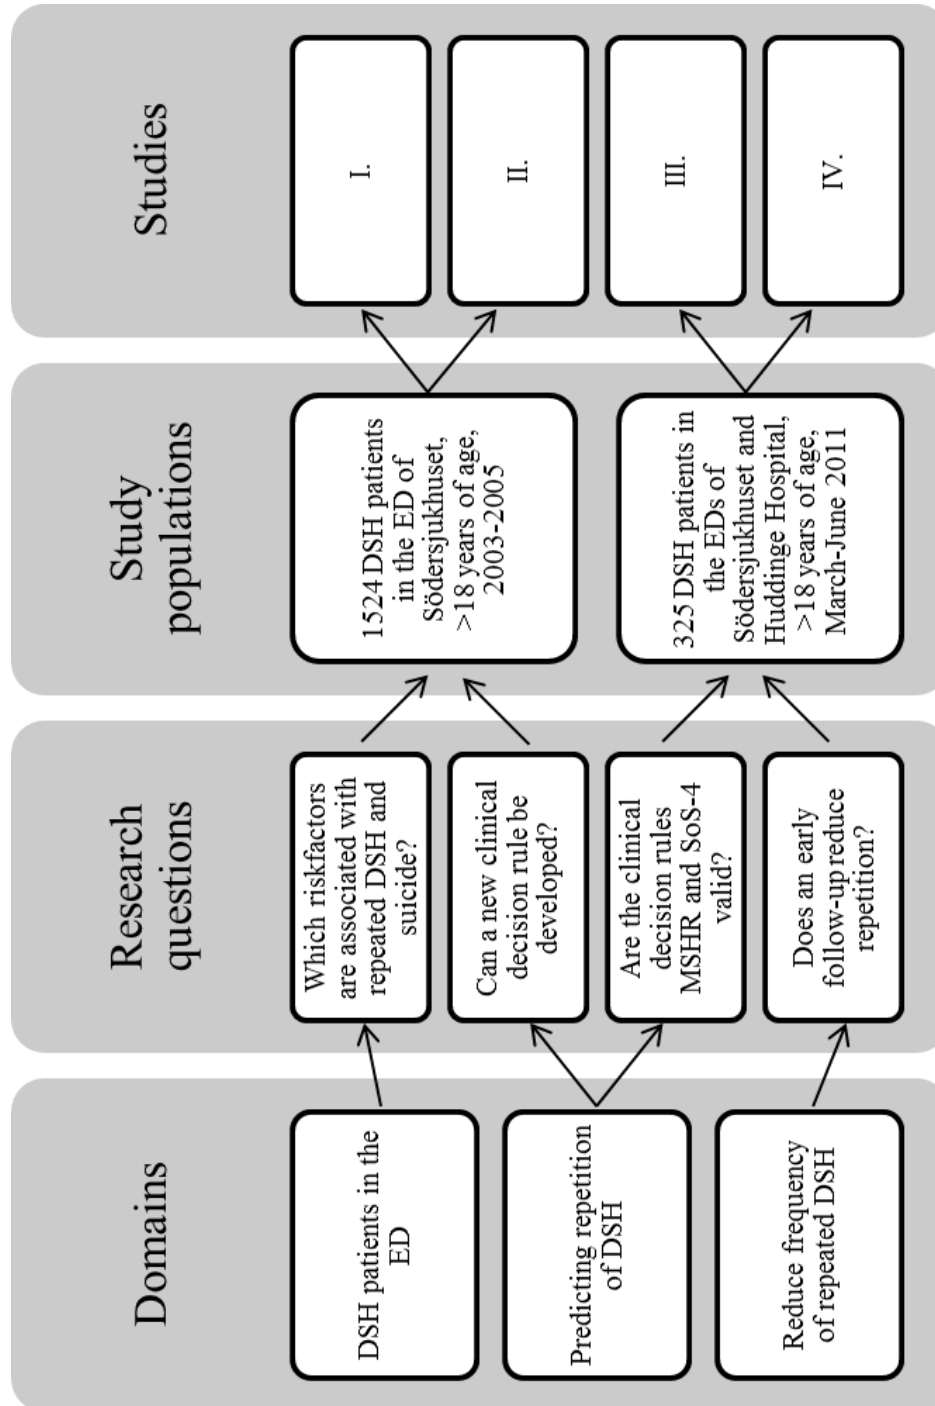 Domains
DSH patients in the
ED
Predicting repetition
of DSH
Reduce frequency
of repeated DSH
Research
questions
Which riskfactors
are associated with
repeated DSH and
suicide?
Can a new clinical
decision rule be
developed?
Are the clinical
decision rules
MSHR and SoS-4
valid?
Does an early
follow-up reduce
repetition?
Study
populations
1524 DSH patients
in the ED of
Södersjukhuset,
>18 years of age,
2003-2005
325 DSH patients in
the EDs of
Södersjukhuset and
Huddinge Hospital,
>18 years of age,
March-June 2011
Studies
I.
II.
III.
IV.